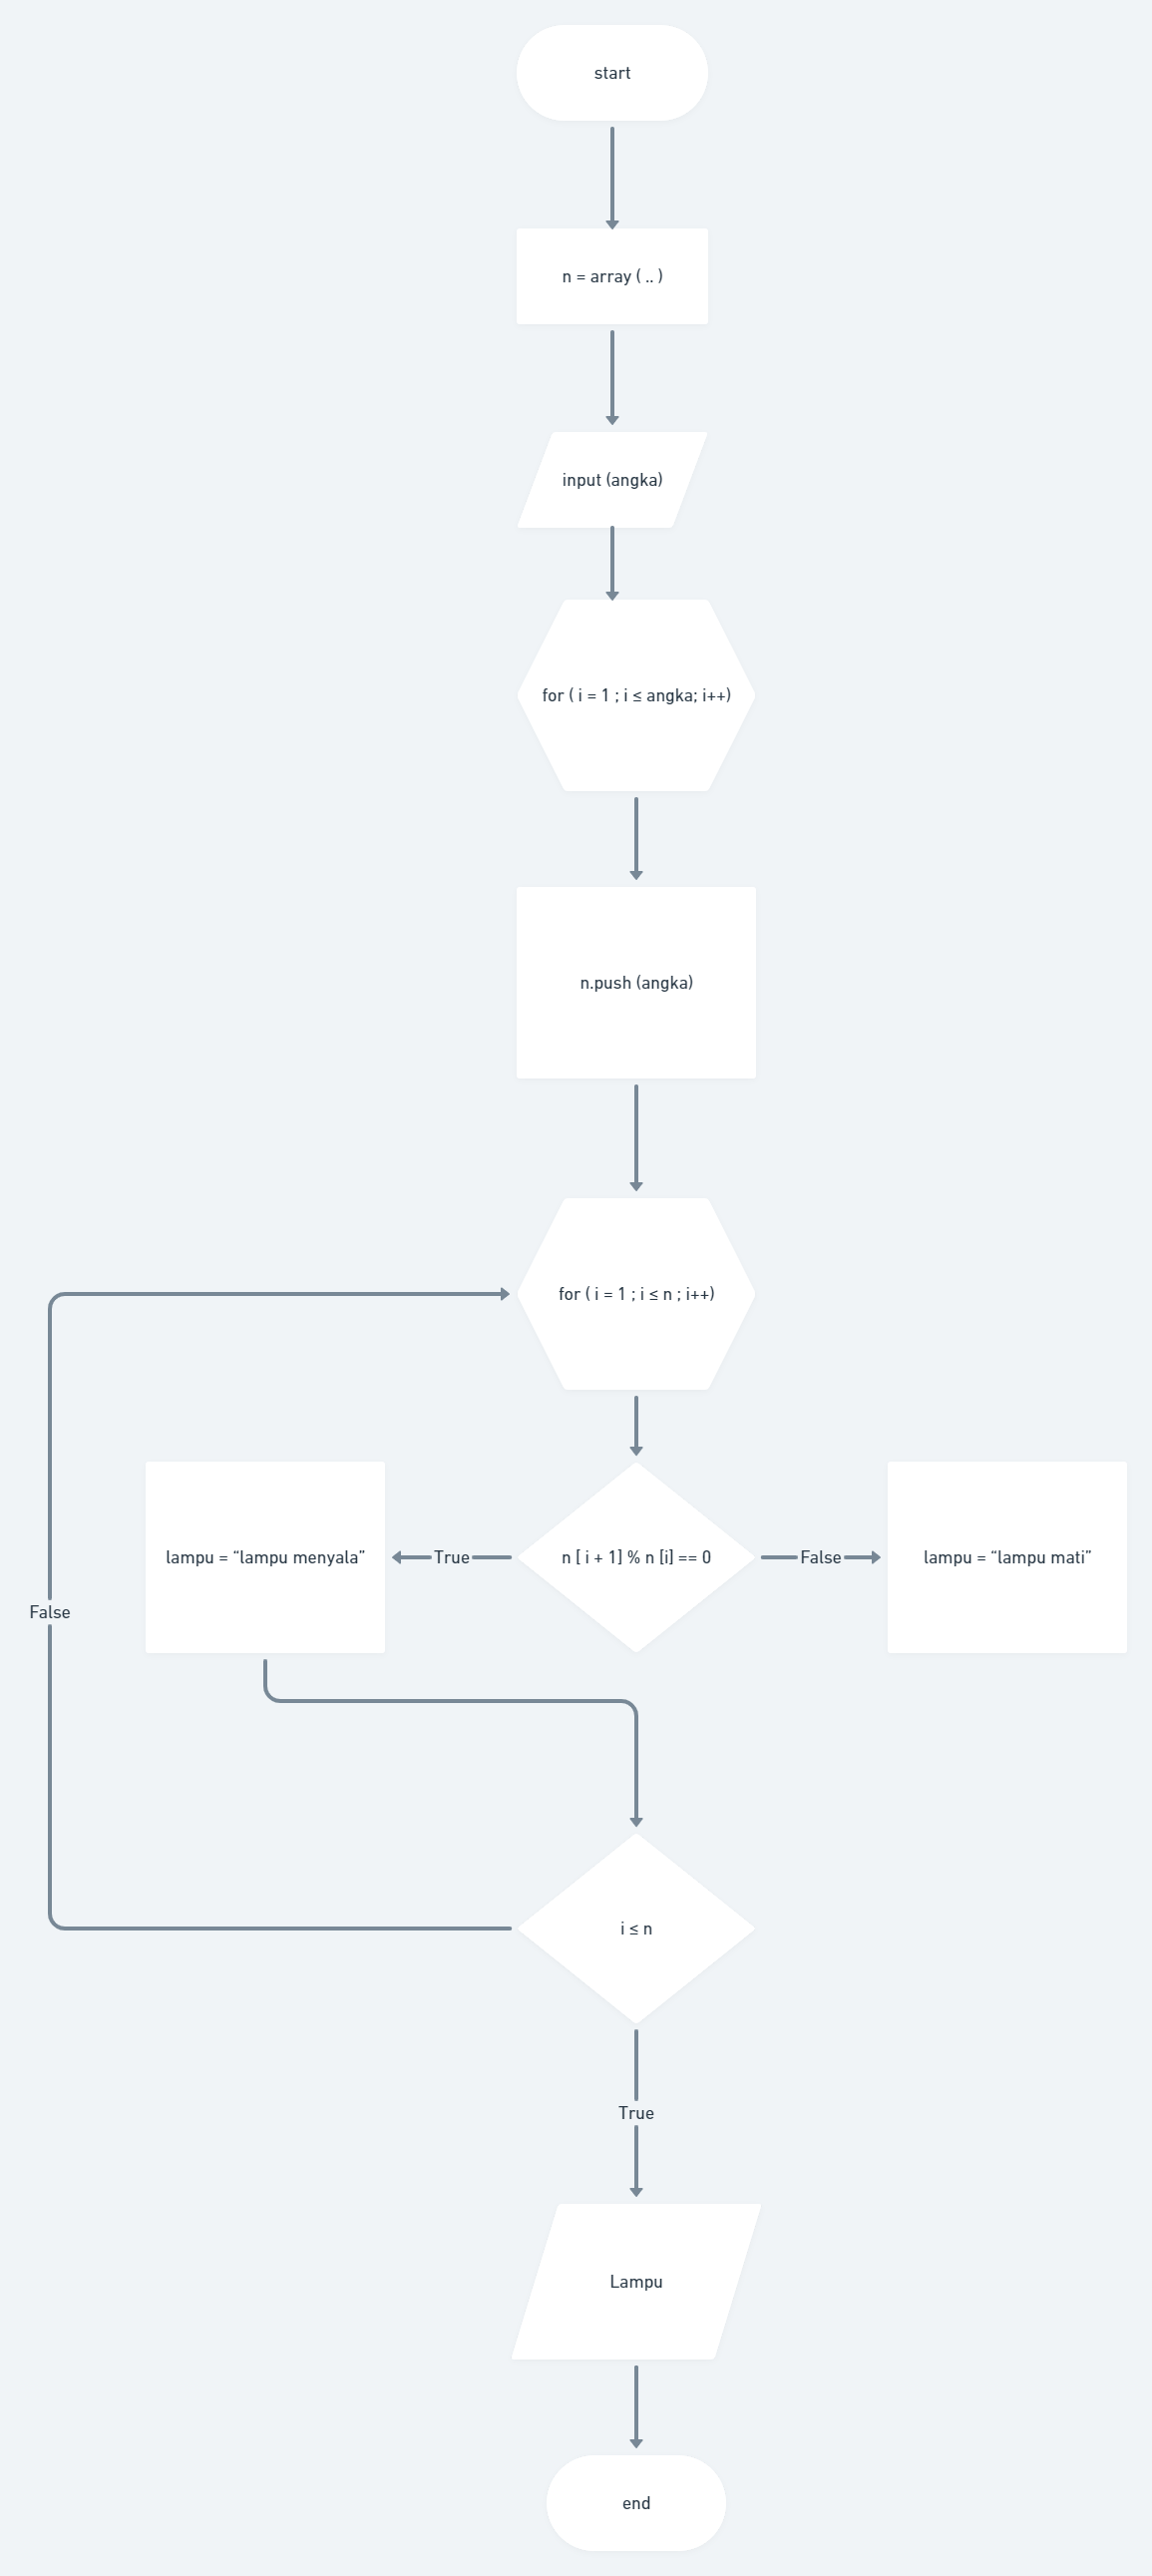 start
n = array ( .. )
input (angka)
for ( i = 1 ; i ≤ angka; i++)
n.push (angka)
for ( i = 1 ; i ≤ n ; i++)
lampu = “lampu menyala”
True
n [ i + 1] % n [i] == 0
False
lampu = “lampu mati”
False
i ≤ n
True
Lampu
end